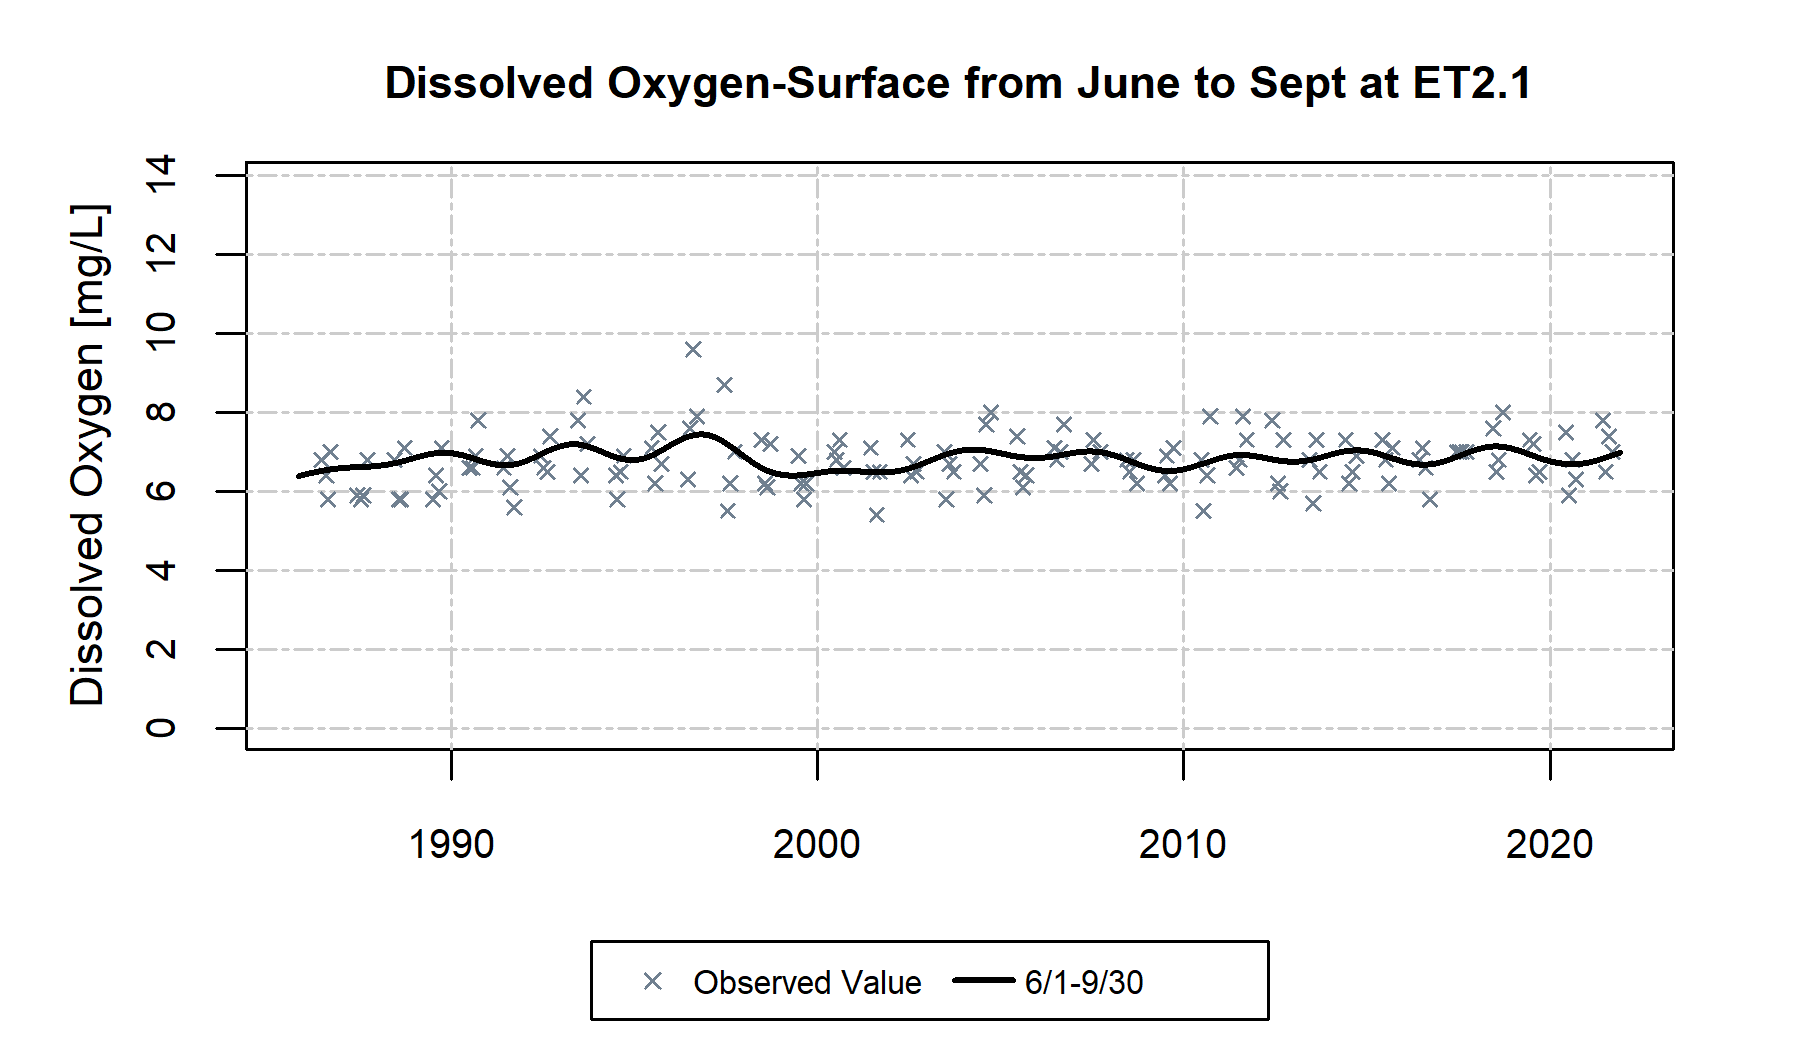 Dissolved Oxygen-Surface from June to Sept at ET2.1
Dissolved Oxygen [mg/L]
14
12
10
8
6
4
2
0
1990 2000 2010 2020
Observed Value 6/1-9/30